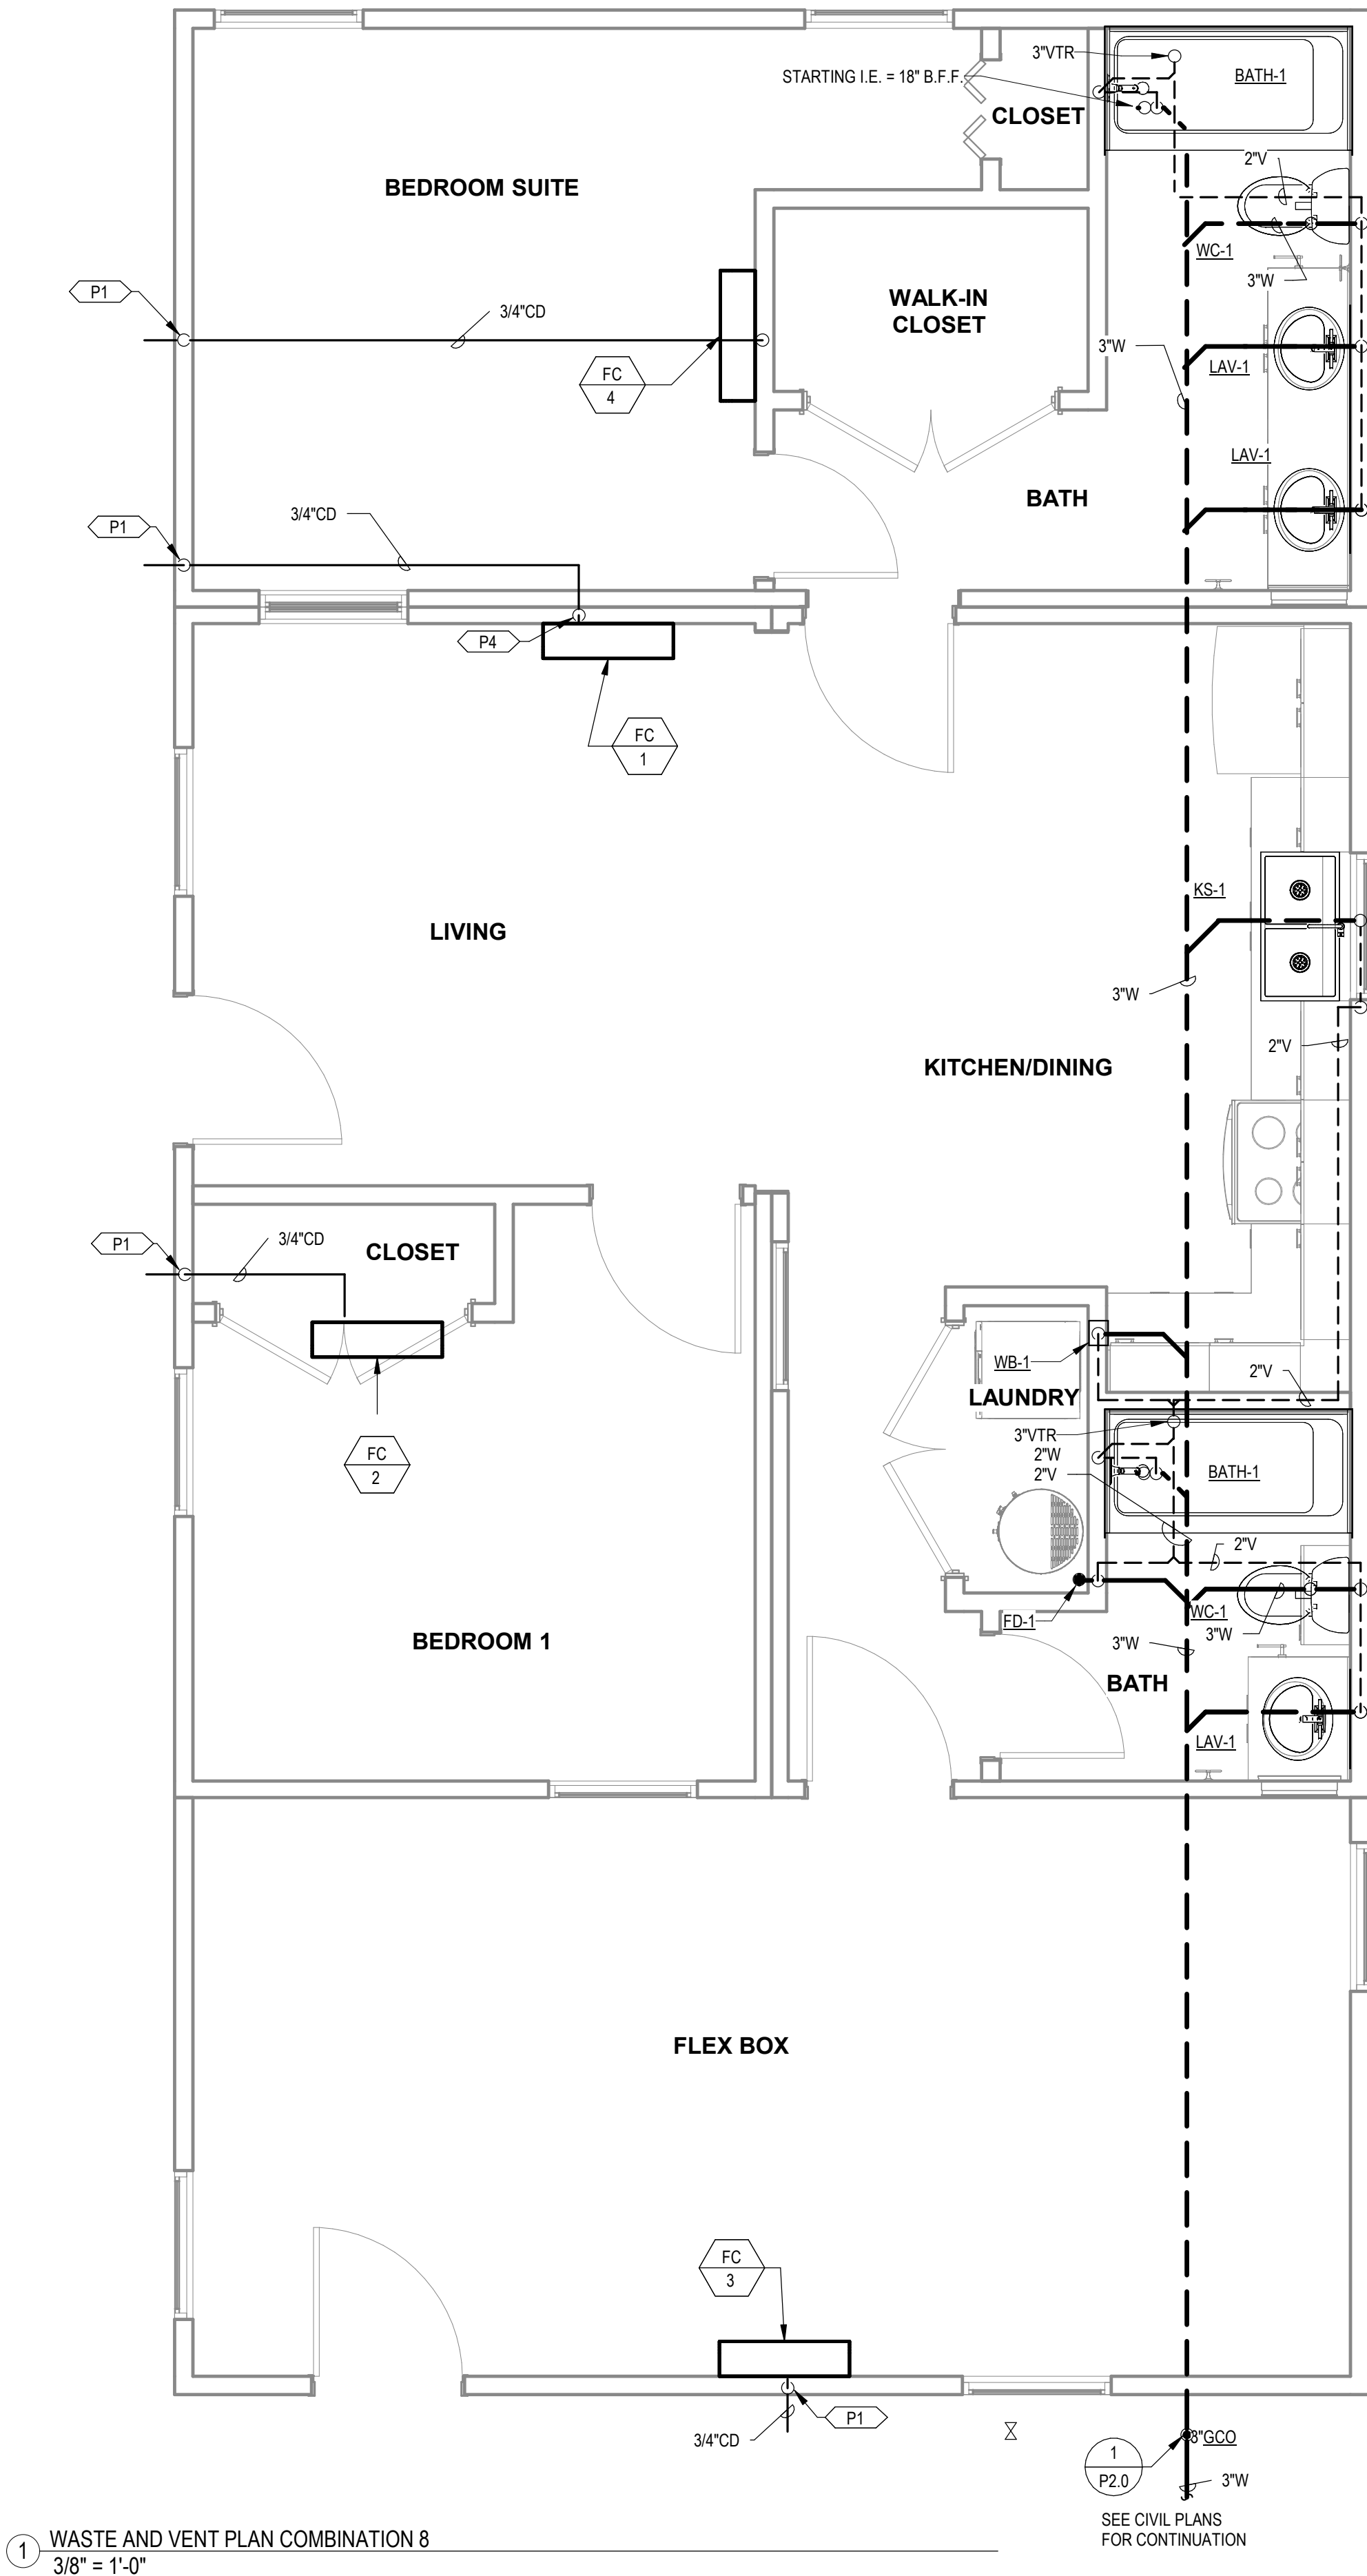 3"VTR
STARTING I.E. = 18" B.F.F.
BATH-1
CLOSET
2"V
BEDROOM SUITE
WC-1
3"W
P1
3/4"CD
WALK-IN
CLOSET
3"W
LAV-1
FC
4
LAV-1
BATH
3/4"CD
P1
P4
FC
1
KS-1
LIVING
3"W
2"V
KITCHEN/DINING
P1
3/4"CD
CLOSET
WB-1
2"V
LAUNDRY
3"VTR
2"W
2"V
BATH-1
FC
2
2"V
WC-1
FD-1
3"W
3"W
BEDROOM 1
BATH
LAV-1
FLEX BOX
FC
3
P1
3/4"CD
3"GCO
1
P2.0
3"W
SEE CIVIL PLANS
FOR CONTINUATION
1
WASTE AND VENT PLAN COMBINATION 8
3/8" = 1'-0"